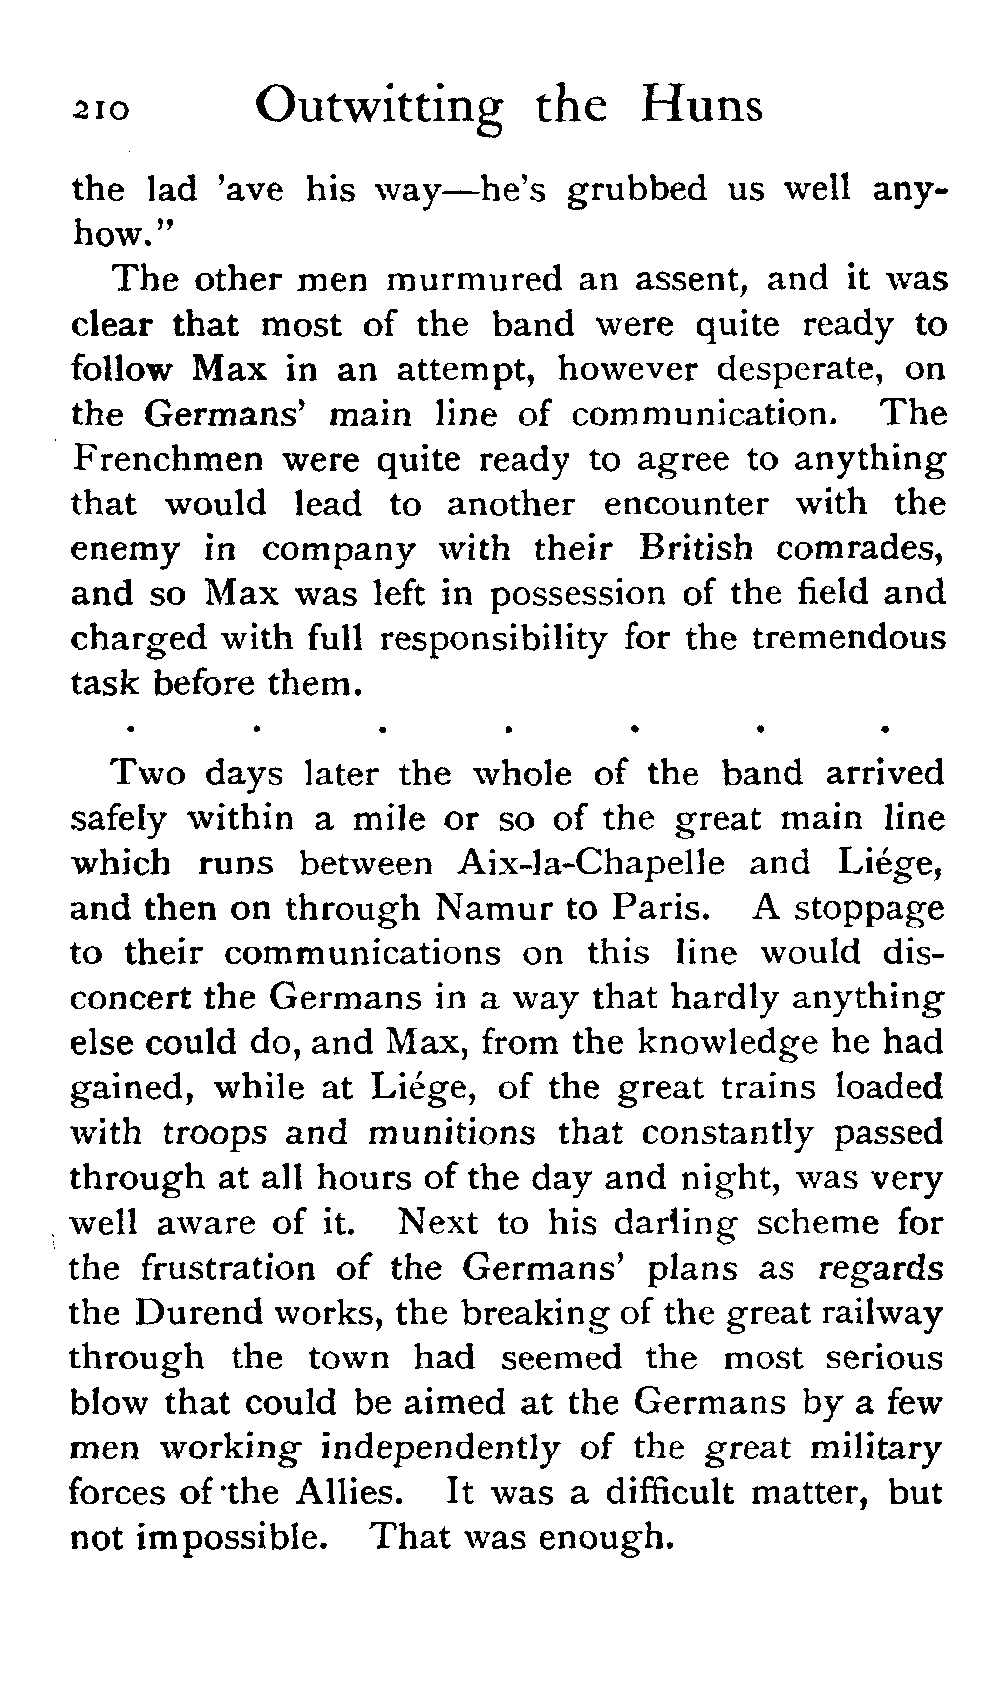 210 Outwitting the Huns
the lad 'ave his way—he's grubbed us well any-
how."
The other men murmured an assent, and it was
clear that most of the band were quite ready to
follow Max in an attempt, however desperate, on
the Germans' main line of communication. The
Frenchmen were quite ready to agree to anything
that would lead to another encounter with the
enemy in company with their British comrades,
and so Max was left in possession of the field and
charged with full responsibility for the tremendous
task before them.
. . . . . . .
Two days later the whole of the band arrived
safely within a mile or so of the great main line
which runs between Aix-la-Chapelle and Liége,
and then on through Namur to Paris. A stoppage
to their communications on this line would dis-
concert the Germans in a way that hardly anything
else could do, and Max, from the knowledge he had
gained, while at Liége, of the great trains loaded
with troops and munitions that constantly passed
through at all hours of the day and night, was very
well aware of it. Next to his darling scheme for
the frustration of the Germans' plans as regards
the Durend works, the breaking of the great railway
through the town had seemed the most serious
blow that could be aimed at the Germans by a few
men working independently of the great military
forces of the Allies. It was a difficult matter, but
not impossible. That was enough.